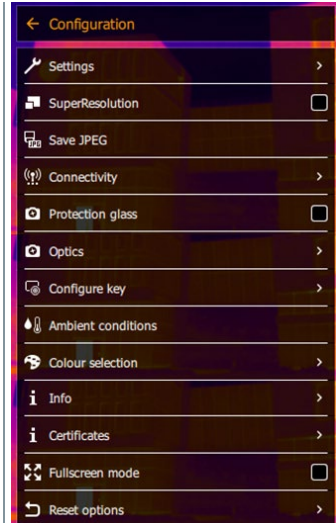 Configuration
Settings
SuperResolution
JPG
Save JPEG
Connectivity
Protection glass
Optics
Configure key
Ambient conditions
Colour selection
Info
Certificates
Fullscreen mode
Reset options